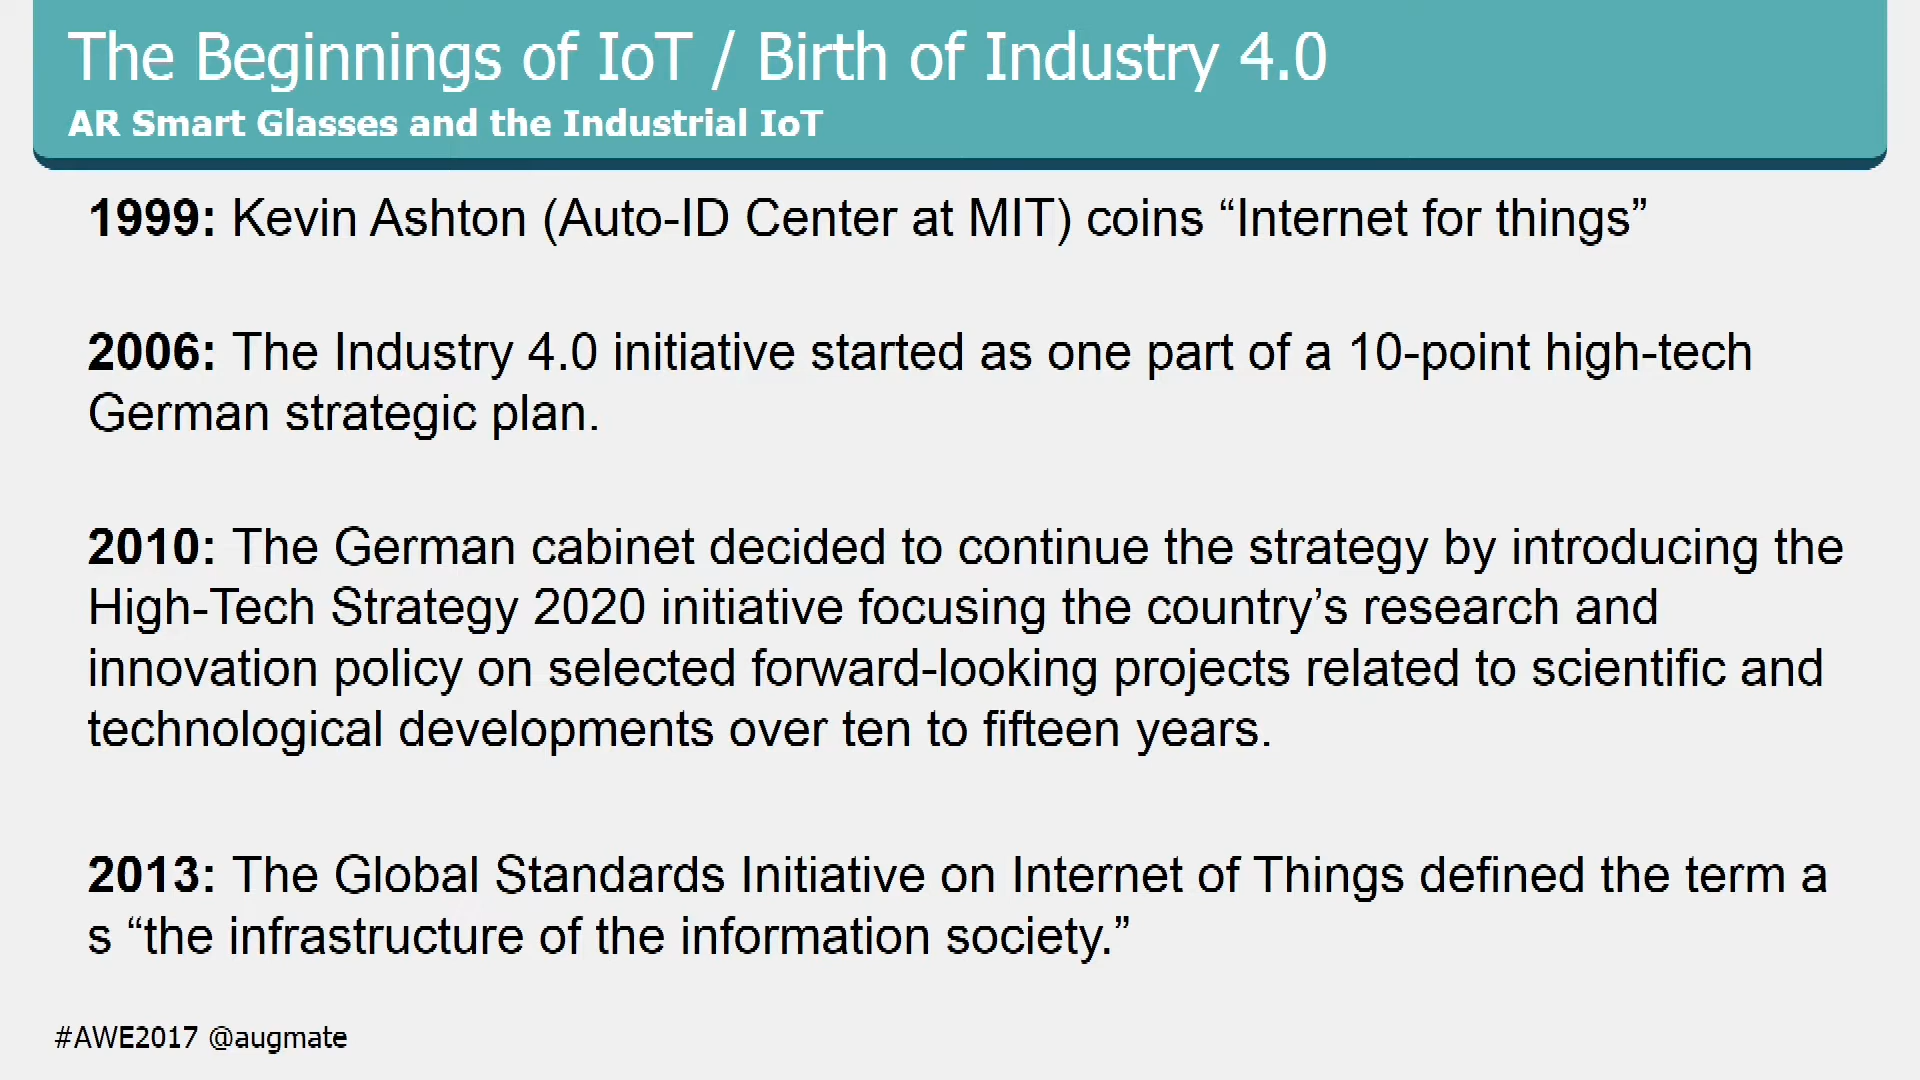 The Beginnings of IoT / Birth of Industry 4.0
AR Smart Glasses and the Industrial IoT
1999: Kevin Ashton (Auto-ID Center at MIT) coins “Internet for things”
2006: The Industry 4.0 initiative started as one part of a 10-point high-tech
German strategic plan.
2010: The German cabinet decided to continue the strategy by introducing the
High-Tech Strategy 2020 initiative focusing the country’s research and
innovation policy on selected forward-looking projects related to scientific and
technological developments over ten to fifteen years.
2013: The Global Standards Initiative on Internet of Things defined the term a
s “the infrastructure of the information society.”
#AWE2017 @augmate